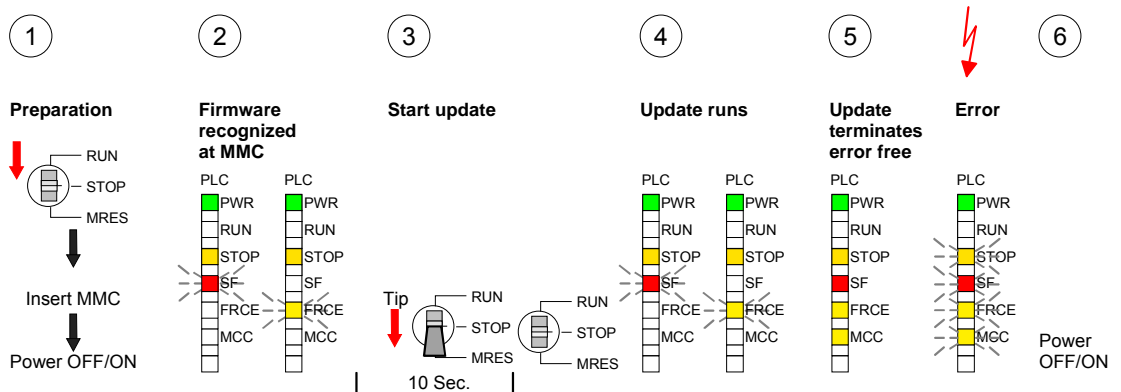 1
2
3
4
5
6
Preparation
Firmware
recognized
at MMC
Start update
Update runs
Update
terminates
error free
Error
RUN
STOP
MRES
Insert MMC
Power OFF/ON
PLC
PWR
RUN
STOP
SF
FRCE
MCC
PLC
PWR
RUN
STOP
SF
FRCE
MCC
Tip
RUN
STOP
MRES
RUN
STOP
MRES
10 Sec.
PLC
PWR
RUN
STOP
SF
FRCE
MCC
PLC
PWR
RUN
STOP
SF
FRCE
MCC
PLC
PWR
RUN
STOP
SF
FRCE
MCC
PLC
PWR
RUN
STOP
SF
FRCE
MCC
Power
OFF/ON